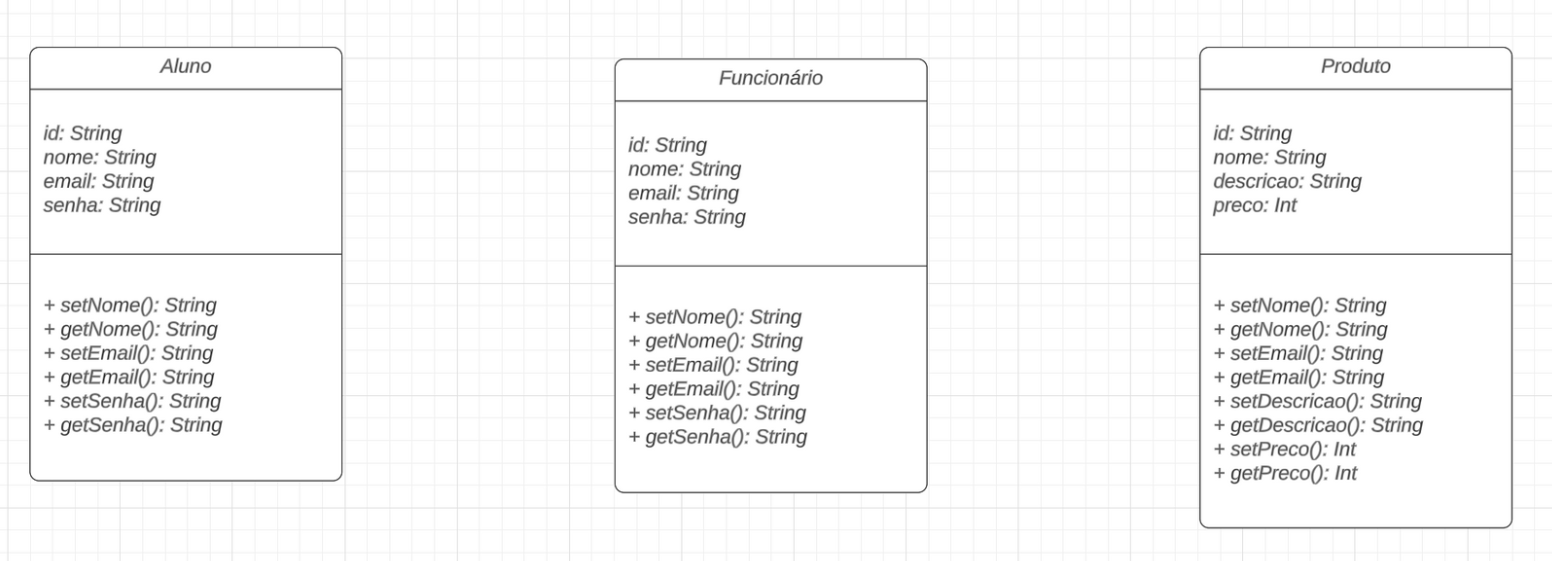 Aluno
id: String
nome: String
email: String
senha: String
+ setNome(): String
+ getNome(): String
+ setEmail(): String
+ getEmail(): String
+ setSenha(): String
+ getSenha(): String
Funcionário
id: String
nome: String
email: String
senha: String
+ setNome(): String
+ getNome(): String
+ setEmail(): String
+ getEmail(): String
+ setSenha(): String
+ getSenha(): String
Produto
id: String
nome: String
descricao: String
preco: Int
+ setNome(): String
+ getNome(): String
+ setEmail(): String
+ getEmail(): String
+ setDescricao(): String
+ getDescricao(): String
+ setPreco(): Int
+ getPreco(): Int